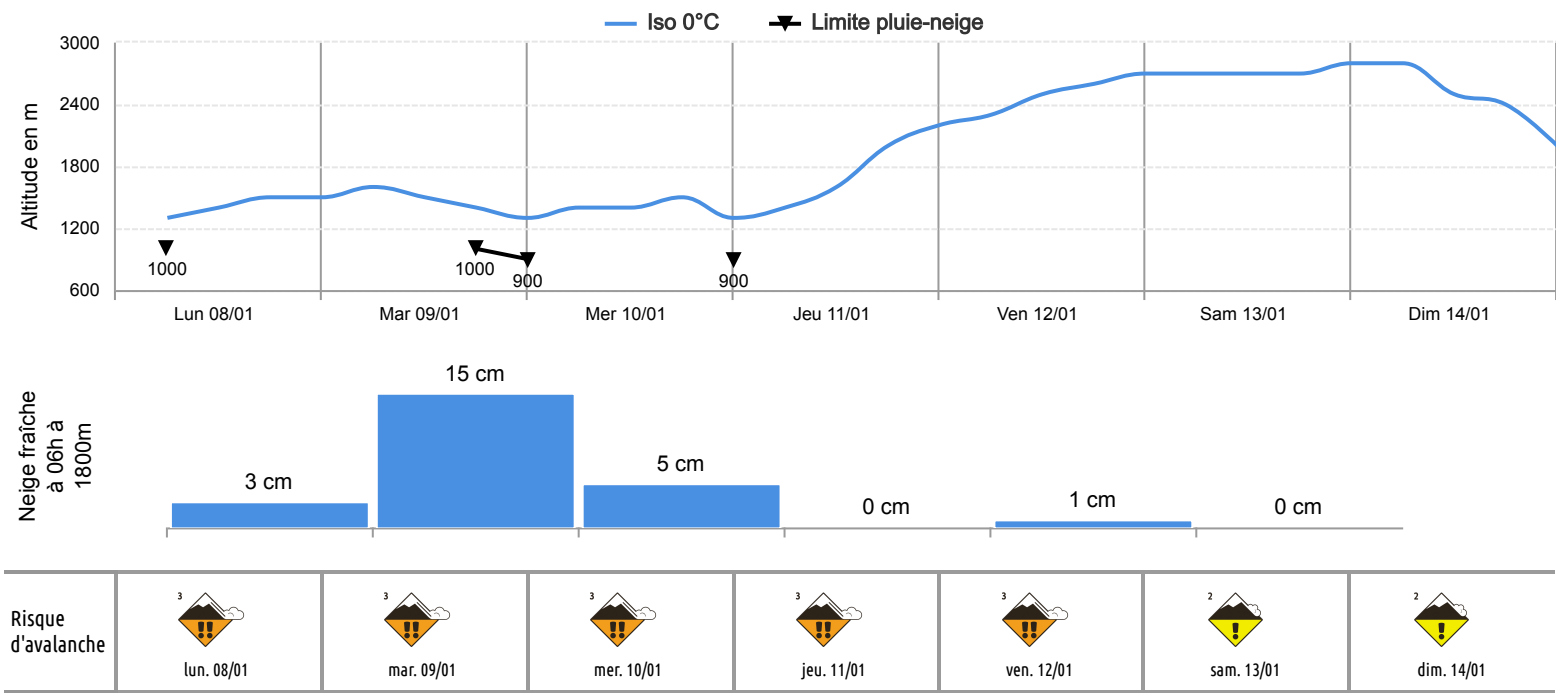 Iso 0°C
Limite pluie-neige
Altitude en m
3000
2400
1800
1200
600
1000
1000
900
900
Lun 08/01
Mar 09/01
Mer 10/01
Jeu 11/01
Ven 12/01
Sam 13/01
Dim 14/01
Neige fraîche
à 06h à
1800m
3 cm
15 cm
5 cm
0 cm
1 cm
0 cm
Risque
d'avalanche
3
3
3
3
3
2
2
!!
!!
!!
!!
!!
!
!
lun. 08/01
mar. 09/01
mer. 10/01
jeu. 11/01
ven. 12/01
sam. 13/01
dim. 14/01